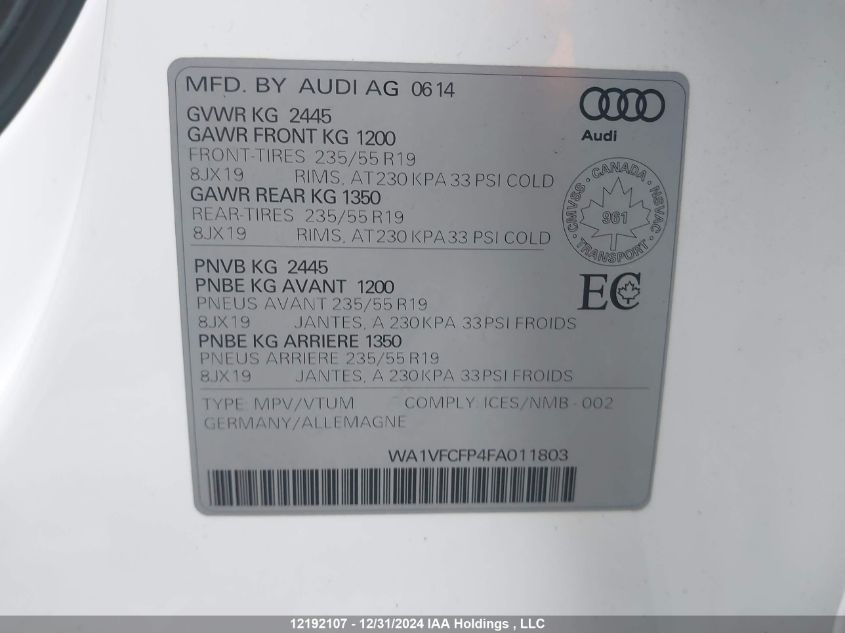 MFD. BY AUDI AG 0614
GVWR KG 2445
GAWR FRONT KG 1200
FRONT-TIRES 235/55 R19
8JX19 RIMS, AT 230 KPA 33 PSI COLD
GAWR REAR KG 1350
REAR-TIRES 235/55 R19
8JX19 RIMS, AT 230 KPA 33 PSI COLD
Audi
CANADA
CMVSS · NSVAC
961
TRANSPORT
EC
PNVB KG 2445
PNBE KG AVANT 1200
PNEUS AVANT 235/55 R19
8JX19 JANTES, A 230 KPA 33 PSI FROIDS
PNBE KG ARRIERE 1350
PNEUS ARRIERE 235/55 R19
8JX19 JANTES, A 230 KPA 33 PSI FROIDS
TYPE: MPV/VTUM COMPLY: ICES/NMB - 002
GERMANY/ALLEMAGNE
WA1VFCFP4FA011803
12192107 - 12/31/2024 IAA Holdings , LLC